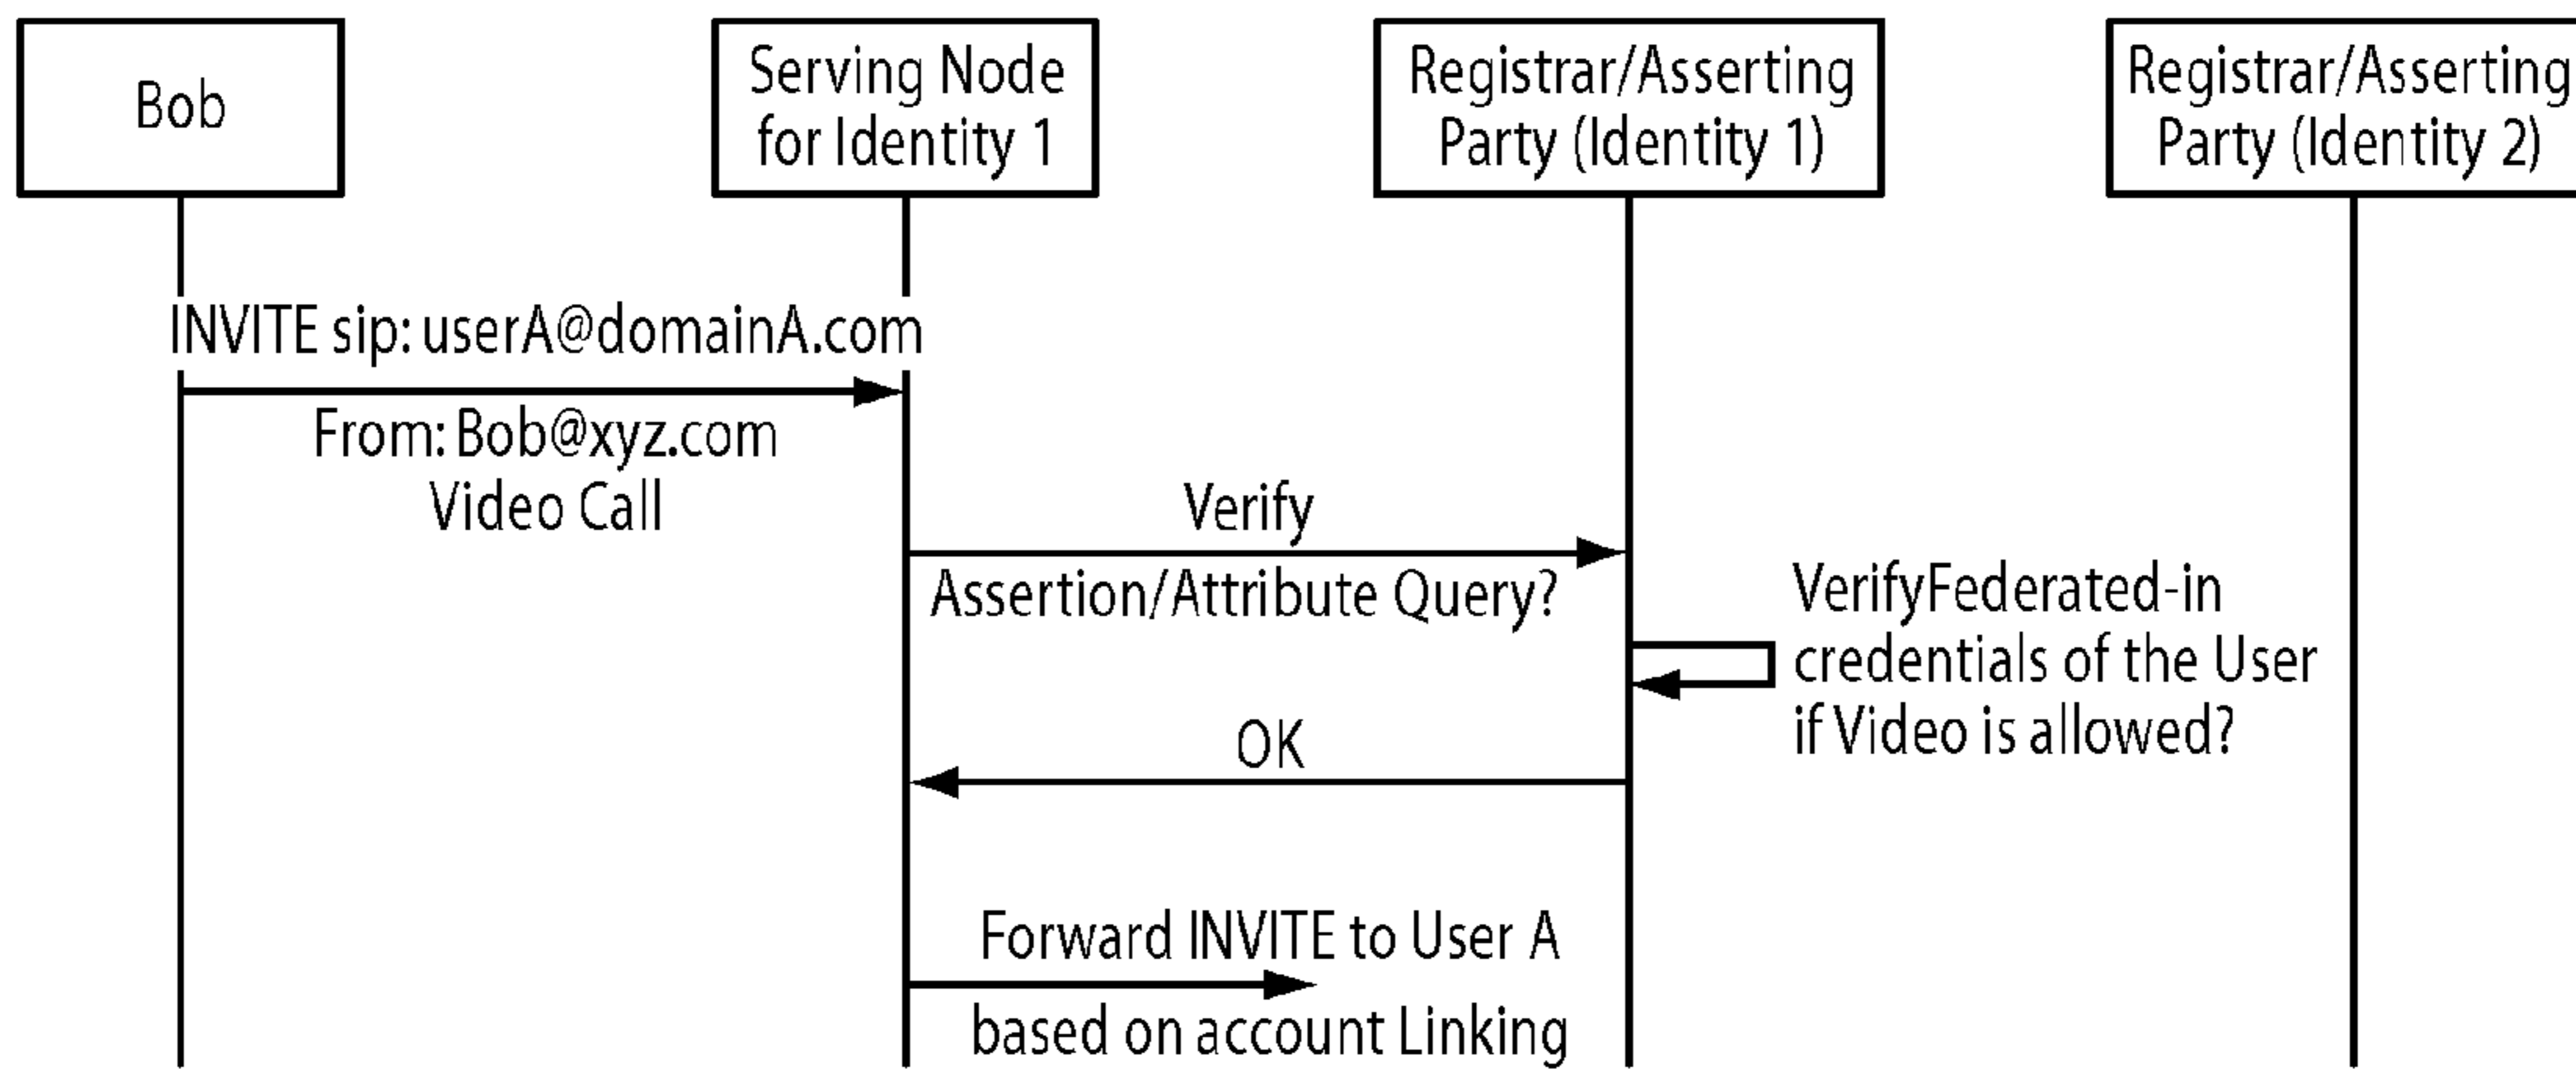 Bob
Serving Node
for Identity 1
Registrar/Asserting
Party (Identity 1)
Registrar/Asserting
Party (Identity 2)
INVITE sip: userA@domainA.com
From: Bob@xyz.com
Video Call
Verify
Assertion/Attribute Query?
VerifyFederated-in
credentials of the User
if Video is allowed?
OK
Forward INVITE to User A
based on account Linking